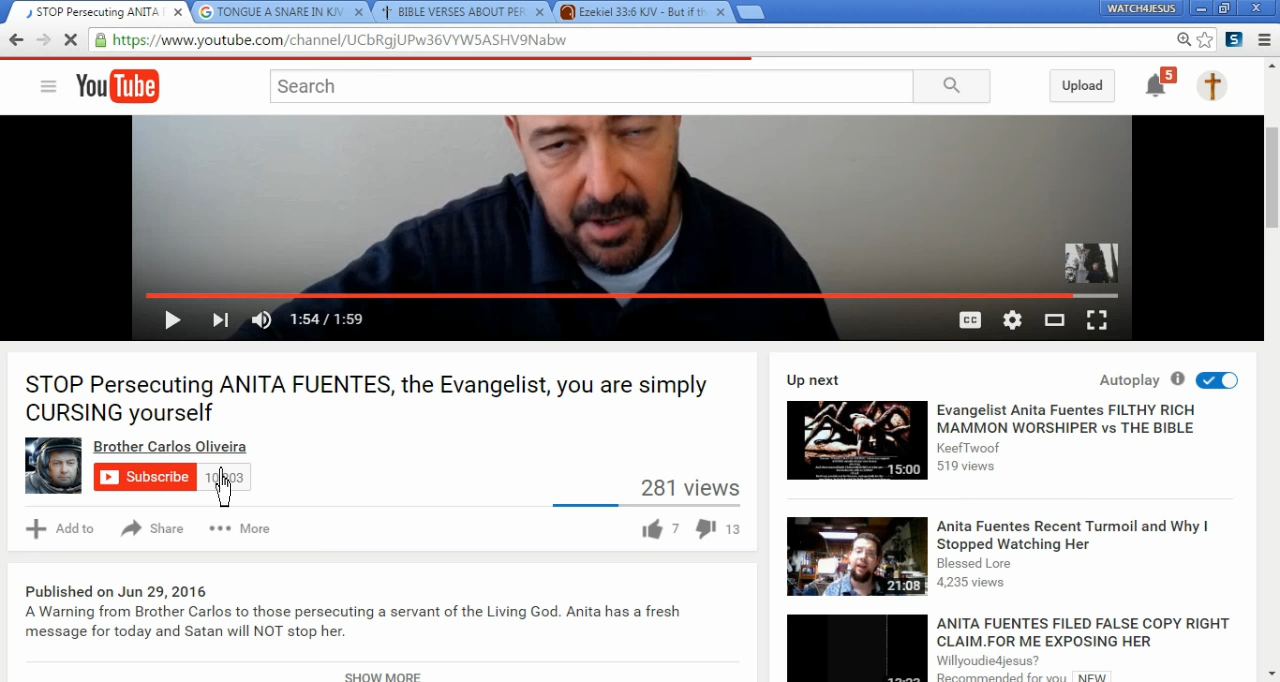 STOP Persecuting ANITA
TONGUE A SNARE IN KJV
BIBLE VERSES ABOUT PER
Ezekiel 33:6 KJV - But if th
WATCH4JESUS
https://www.youtube.com/channel/UCbRgjUPw36VYW5ASHV9Nabw
YouTube
Search
Upload
5
1:54 / 1:59
CC
STOP Persecuting ANITA FUENTES, the Evangelist, you are simply
CURSING yourself
Brother Carlos Oliveira
Subscribe
281 views
Add to
Share
More
7
13
Published on Jun 29, 2016
A Warning from Brother Carlos to those persecuting a servant of the Living God. Anita has a fresh
message for today and Satan will NOT stop her.
SHOW MORE
Up next
Autoplay
15:00
Evangelist Anita Fuentes FILTHY RICH
MAMMON WORSHIPER vs THE BIBLE
KeefTwoof
519 views
21:08
Anita Fuentes Recent Turmoil and Why I
Stopped Watching Her
Blessed Lore
4,235 views
ANITA FUENTES FILED FALSE COPY RIGHT
CLAIM.FOR ME EXPOSING HER
Willyoudie4jesus?
Recommended for you NEW